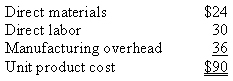 Direct materials $24
Direct labor 30
Manufacturing overhead 36
Unit product cost $90